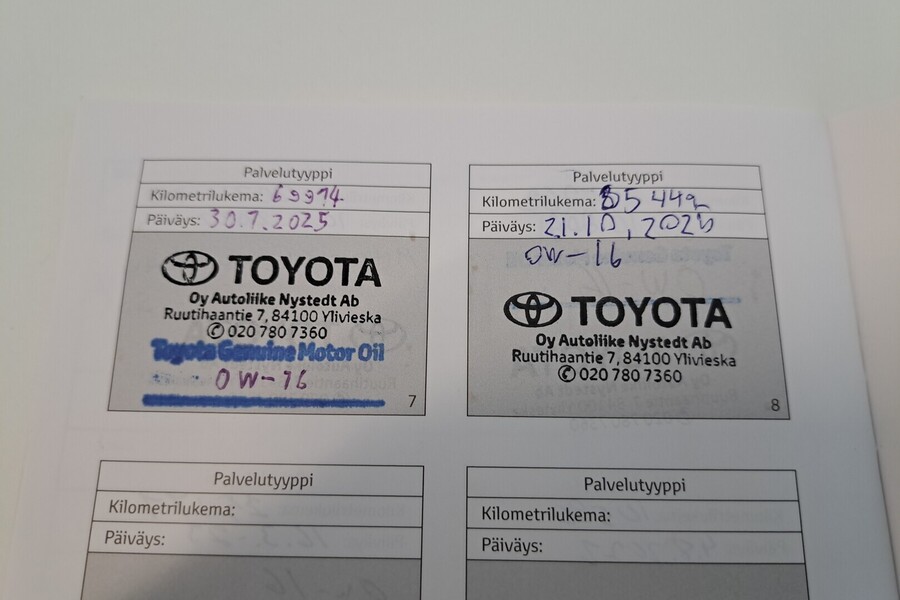 Palvelutyyppi
Kilometrilukema: 69974
Päiväys: 30.7.2025
TOYOTA
Oy Autoliike Nystedt Ab
Ruutihaantie 7, 84100 Ylivieska
✆ 020 780 7360
Toyota Genuine Motor Oil
0W-16
7
Palvelutyyppi
Kilometrilukema:
Päiväys:
0W-16
TOYOTA
Oy Autoliike Nystedt Ab
Ruutihaantie 7, 84100 Ylivieska
✆ 020 780 7360
8
Palvelutyyppi
Kilometrilukema:
Päiväys:
Palvelutyyppi
Kilometrilukema:
Päiväys: